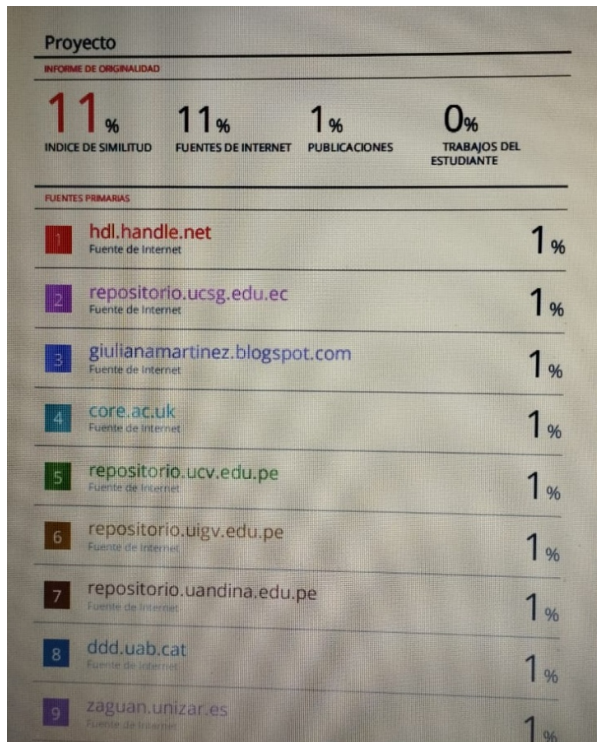 Proyecto
INFORME DE ORIGINALIDAD
11% 11% 1% 0%
INDICE DE SIMILITUD FUENTES DE INTERNET PUBLICACIONES TRABAJOS DEL
ESTUDIANTE
FUENTES PRIMARIAS
1 hdl.handle.net 1%
Fuente de Internet
2 repositorio.ucsg.edu.ec 1%
Fuente de Internet
3 giulianamartinez.blogspot.com 1%
Fuente de Internet
4 core.ac.uk 1%
Fuente de Internet
5 repositorio.ucv.edu.pe 1%
Fuente de Internet
6 repositorio.uigv.edu.pe 1%
Fuente de Internet
7 repositorio.uandina.edu.pe 1%
Fuente de Internet
8 ddd.uab.cat 1%
Fuente de Internet
9 zaguan.unizar.es 1%
Fuente de Internet